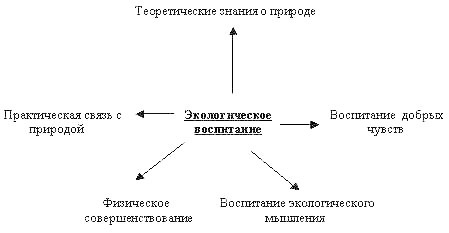 Теоретические знания о природе
Практическая связь с
природой
Экологическое
воспитание
Воспитание добрых
чувств
Физическое
совершенствование
Воспитание экологического
мышления